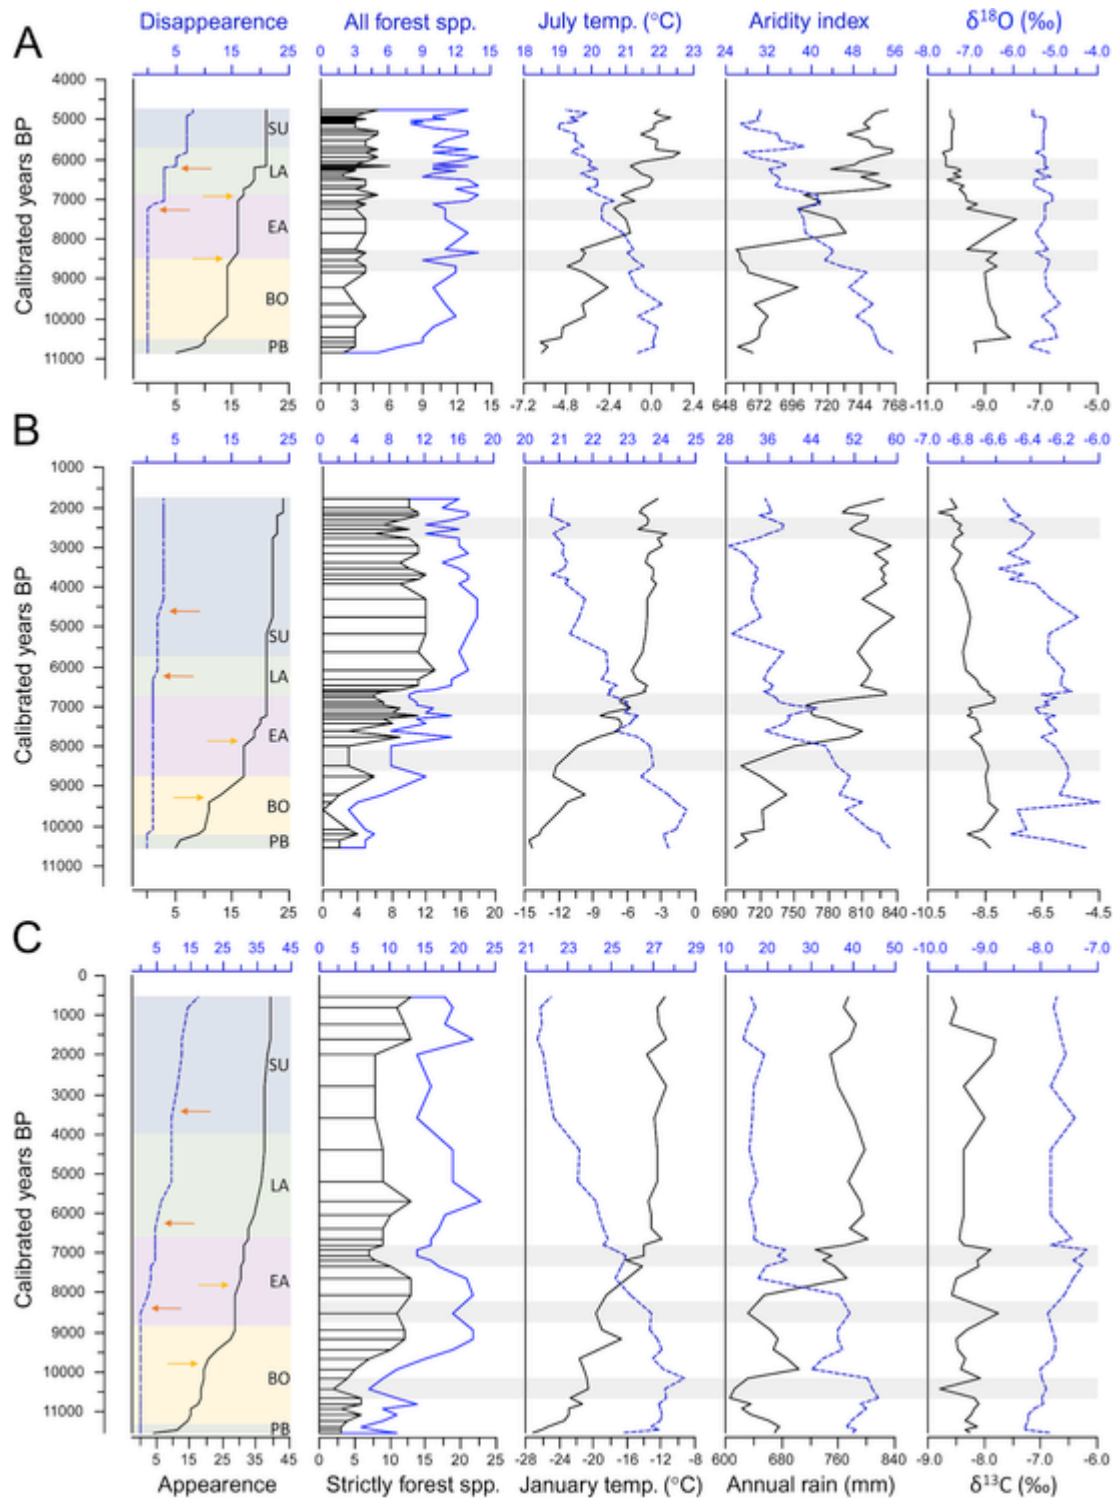 Disappearence All forest spp. July temp. (°C) Aridity index δ18O (‰)
A
5 15 25 0 3 6 9 12 15 18 19 20 21 22 23 24 32 40 48 56 -8.0 -7.0 -6.0 -5.0 -4.0
Calibrated years BP
4000
5000
6000
7000
8000
9000
10000
11000
SU
LA
EA
BO
PB
5 15 25 0 3 6 9 12 15 -7.2 -4.8 -2.4 0.0 2.4 648 672 696 720 744 768 -11.0 -9.0 -7.0 -5.0
B
5 15 25 0 4 8 12 16 20 20 21 22 23 24 25 28 36 44 52 60 -7.0 -6.8 -6.6 -6.4 -6.2 -6.0
Calibrated years BP
1000
2000
3000
4000
5000
6000
7000
8000
9000
10000
11000
SU
LA
EA
BO
PB
5 15 25 0 4 8 12 16 20 -15 -12 -9 -6 -3 0 690 720 750 780 810 840 -10.5 -8.5 -6.5 -4.5
C
5 15 25 35 45 0 5 10 15 20 25 21 23 25 27 29 10 20 30 40 50 -10.0 -9.0 -8.0 -7.0
Calibrated years BP
0
1000
2000
3000
4000
5000
6000
7000
8000
9000
10000
11000
SU
LA
EA
BO
PB
5 15 25 35 45 0 5 10 15 20 25 -28 -24 -20 -16 -12 -8 600 680 760 840 -9.0 -8.0 -7.0 -6.0
Appearence Strictly forest spp. January temp. (°C) Annual rain (mm) δ13C (‰)